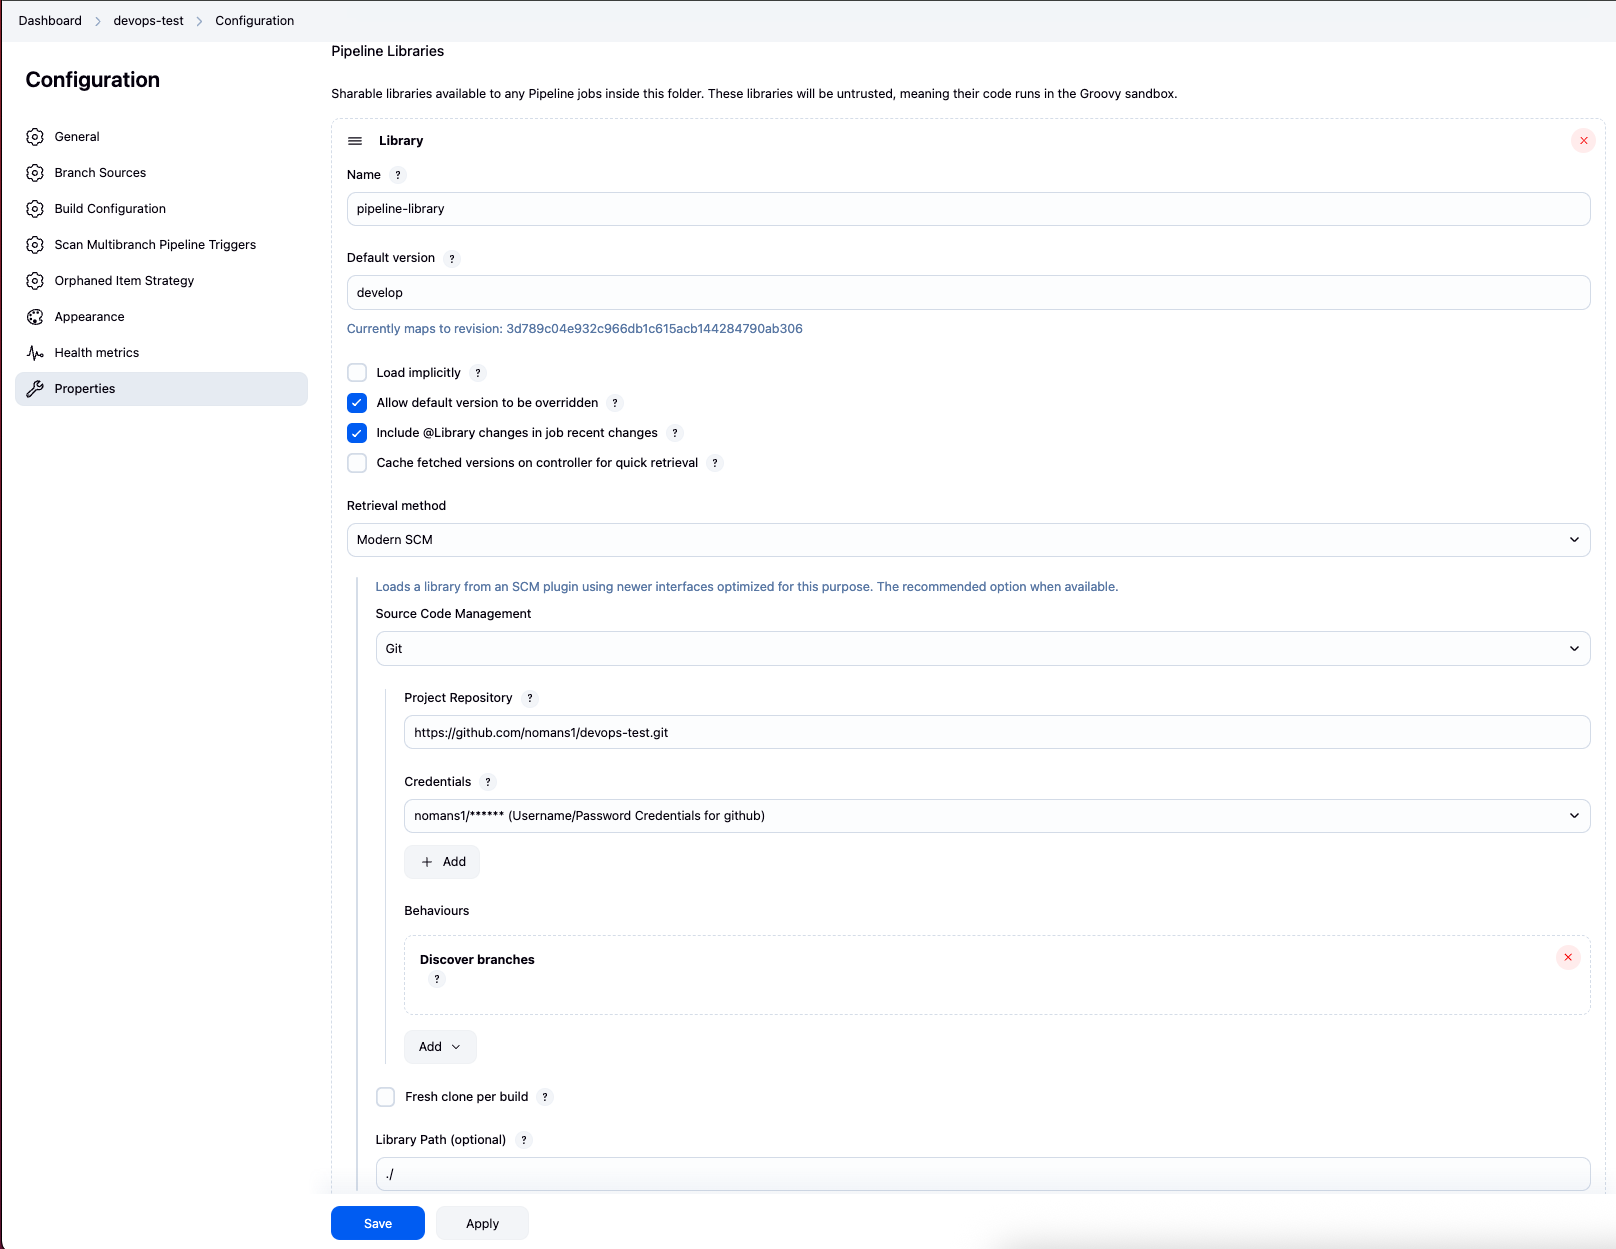 Dashboard > devops-test > Configuration
Configuration
General
Branch Sources
Build Configuration
Scan Multibranch Pipeline Triggers
Orphaned Item Strategy
Appearance
Health metrics
Properties
Pipeline Libraries
Sharable libraries available to any Pipeline jobs inside this folder. These libraries will be untrusted, meaning their code runs in the Groovy sandbox.
Library
Name ?
pipeline-library
Default version ?
develop
Currently maps to revision: 3d789c04e932c966db1c615acb144284790ab306
Load implicitly ?
Allow default version to be overridden ?
Include @Library changes in job recent changes ?
Cache fetched versions on controller for quick retrieval ?
Retrieval method
Modern SCM
Loads a library from an SCM plugin using newer interfaces optimized for this purpose. The recommended option when available.
Source Code Management
Git
Project Repository ?
https://github.com/nomans1/devops-test.git
Credentials ?
nomans1/****** (Username/Password Credentials for github)
+ Add
Behaviours
Discover branches
?
Add
Fresh clone per build ?
Library Path (optional) ?
./
Save
Apply